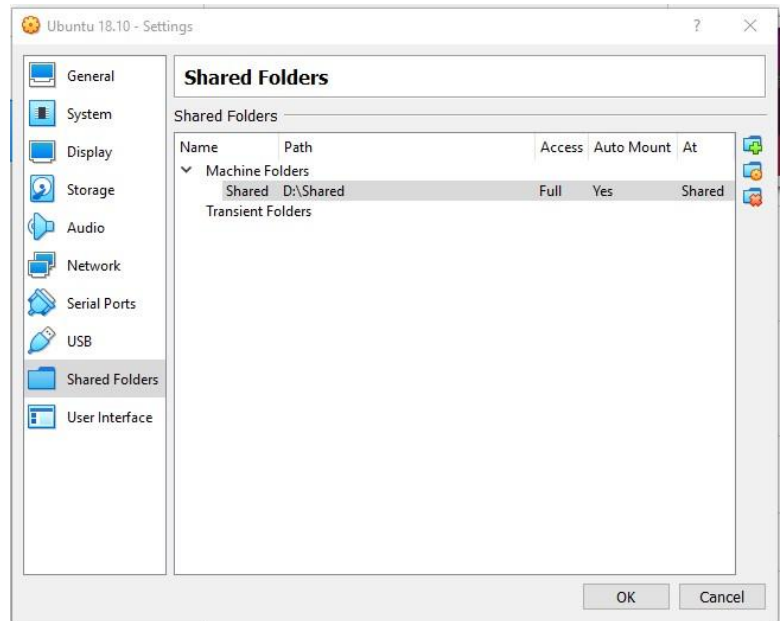 Ubuntu 18.10 - Settings ? ×
General
System
Display
Storage
Audio
Network
Serial Ports
USB
Shared Folders
User Interface
Shared Folders
Shared Folders
Name Path Access Auto Mount At
Machine Folders
Shared D:\Shared Full Yes Shared
Transient Folders
OK Cancel